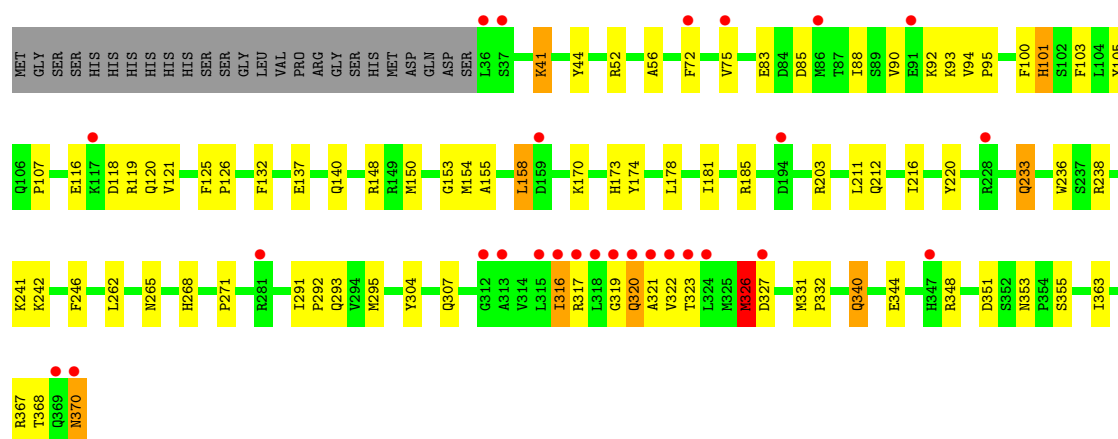 MET GLY SER SER HIS HIS HIS HIS HIS HIS SER SER GLY LEU VAL PRO ARG GLY SER HIS MET ASP GLN ASP SER L36 S37 K41 Y44 R52 A56 F72 V75 E83 D84 D85 M86 T87 I88 S89 V90 E91 K92 K93 V94 P95 F100 H101 S102 F103 L104 Y105
Q106 P107 E116 K117 D118 R119 Q120 V121 F125 P126 F132 E137 Q140 R148 R149 M150 G153 M154 A155 L158 D159 K170 H173 Y174 L178 I181 R185 D194 R203 L211 Q212 I216 Y220 R228 Q233 W236 S237 R238
K241 K242 F246 L262 N265 H268 P271 R281 I291 P292 Q293 V294 M295 Y304 Q307 G312 A313 V314 L315 I316 R317 L318 G319 Q320 A321 V322 T323 L324 M325 M326 D327 M331 P332 Q340 E344 H347 R348 D351 S352 N353 P354 S355 I363
R367 T368 Q369 N370